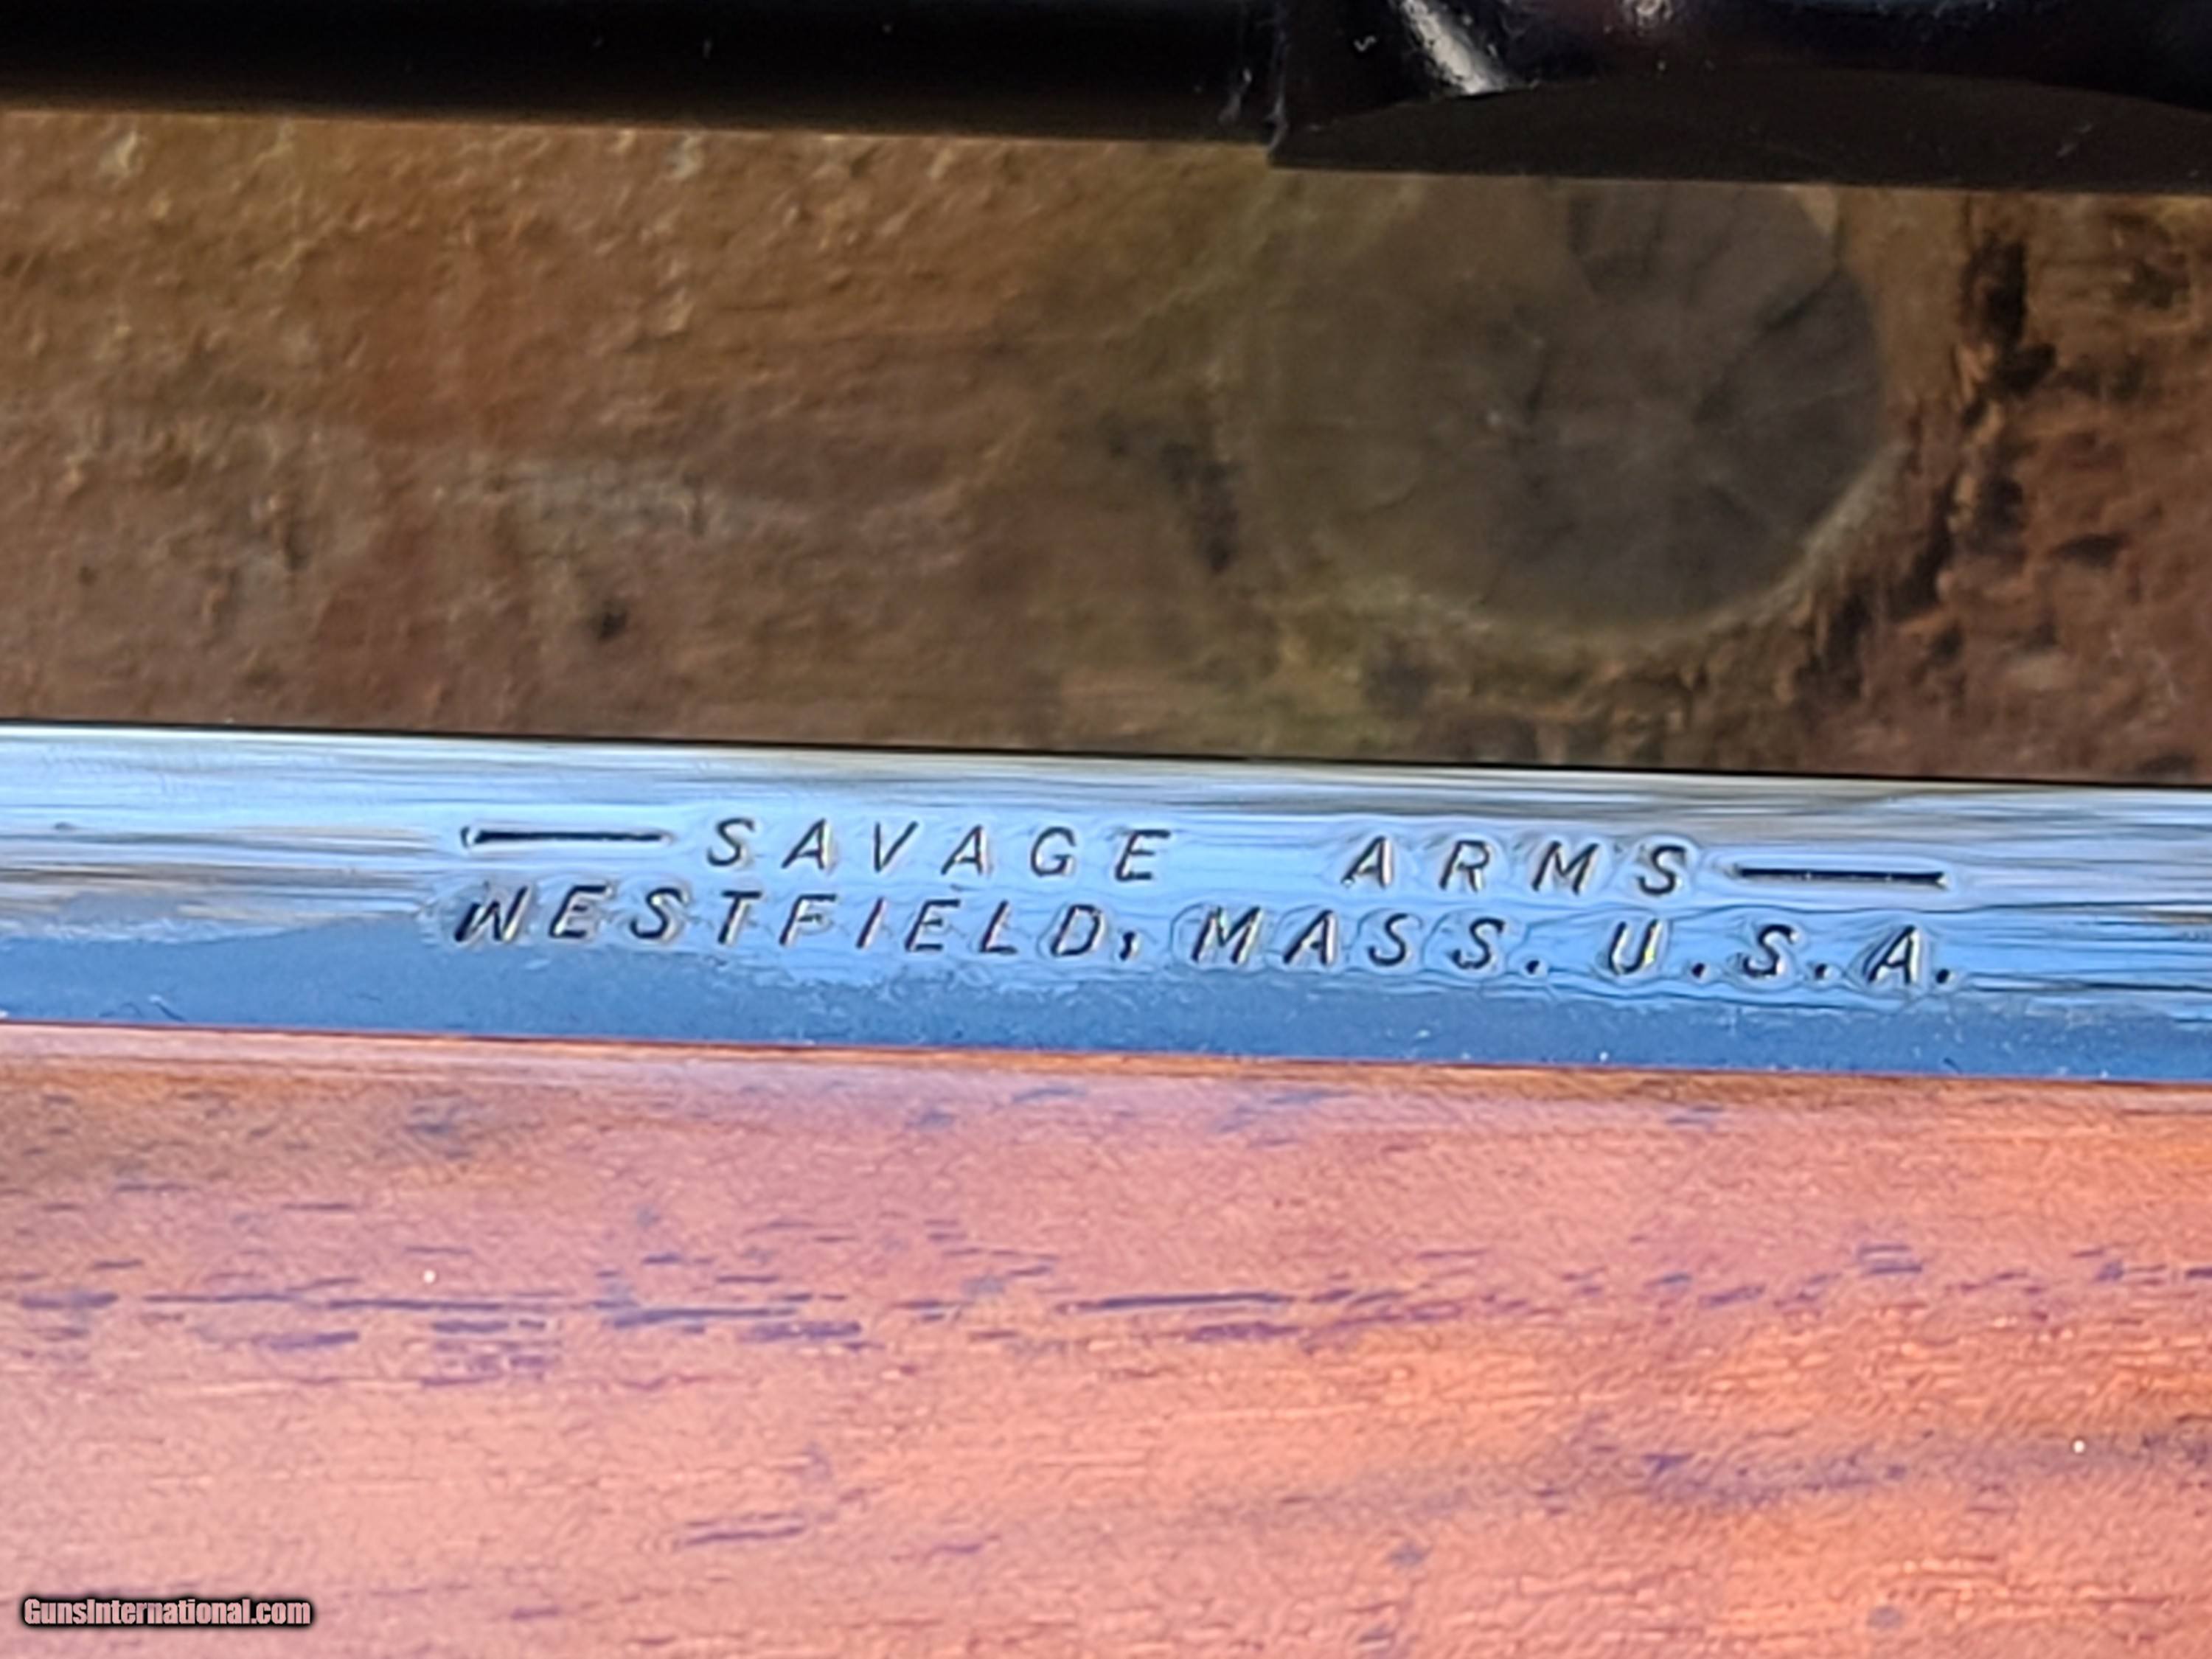 SAVAGE ARMS
WESTFIELD, MASS. U.S.A.
GunsInternational.com